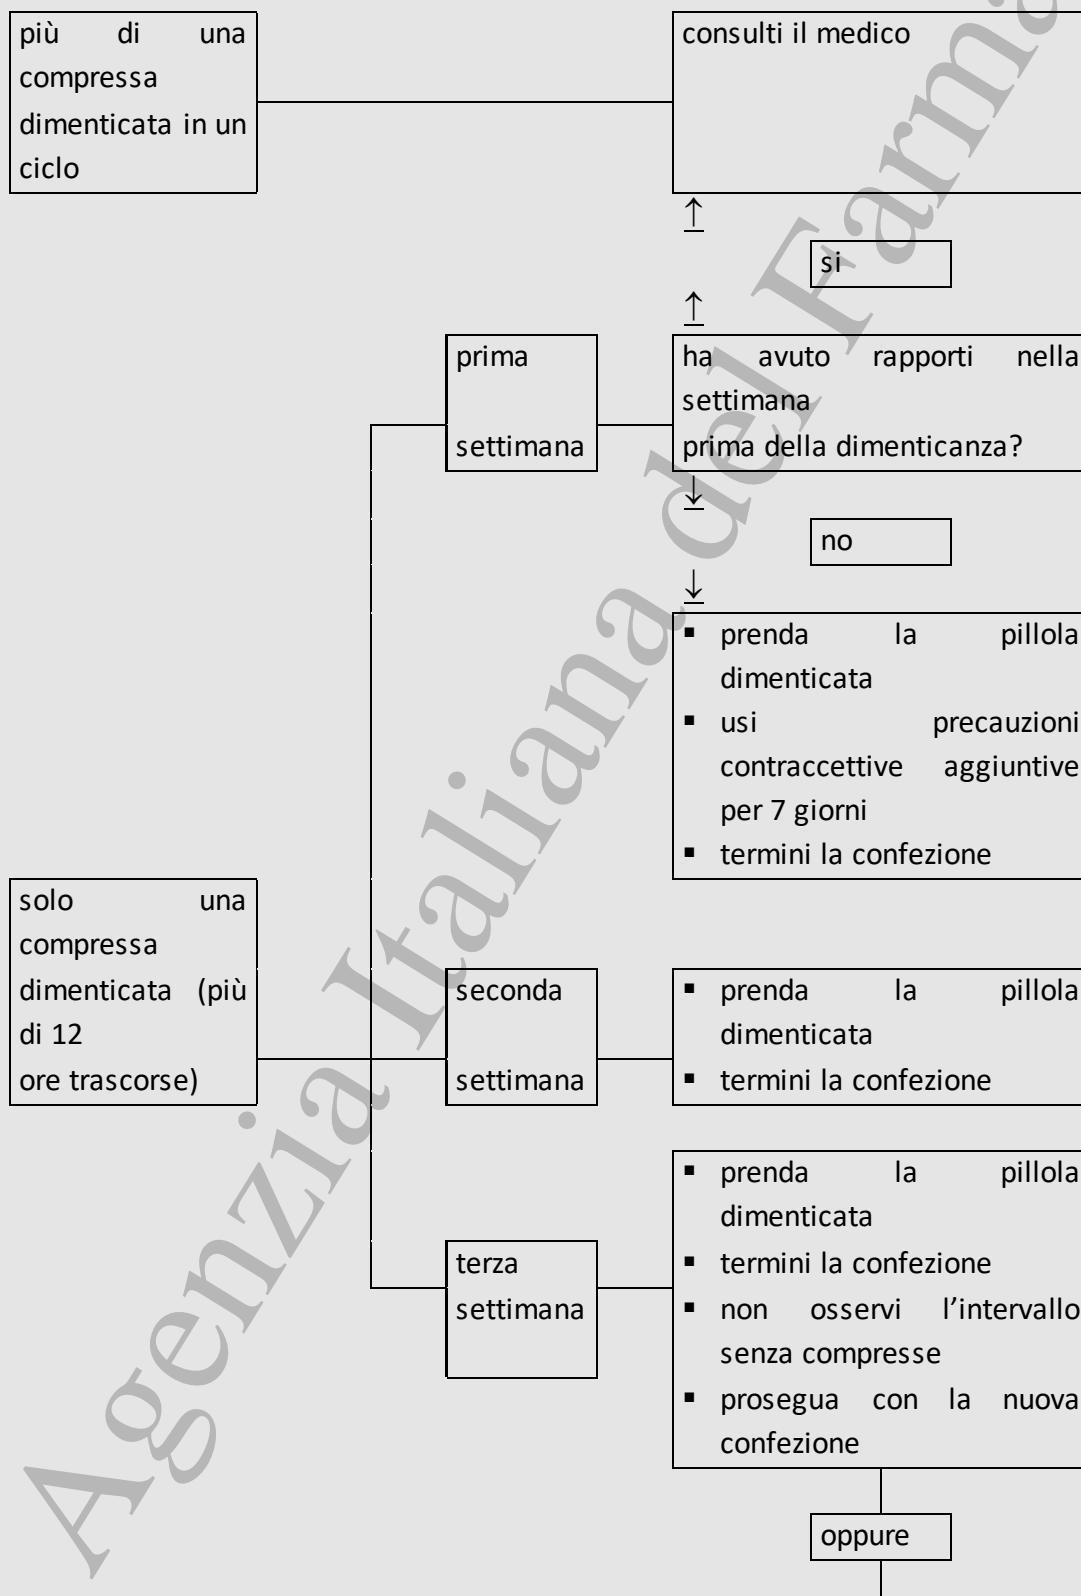 più di una
compressa
dimenticata in un
ciclo
consulti il medico
↑
si
↑
prima
settimana
ha avuto rapporti nella
settimana
prima della dimenticanza?
↓
no
↓
▪ prenda la pillola
dimenticata
▪ usi precauzioni
contraccettive aggiuntive
per 7 giorni
▪ termini la confezione
solo una
compressa
dimenticata (più
di 12
ore trascorse)
seconda
settimana
▪ prenda la pillola
dimenticata
▪ termini la confezione
terza
settimana
▪ prenda la pillola
dimenticata
▪ termini la confezione
▪ non osservi l’intervallo
senza compresse
▪ prosegua con la nuova
confezione
oppure
Agenzia Italiana del Farma